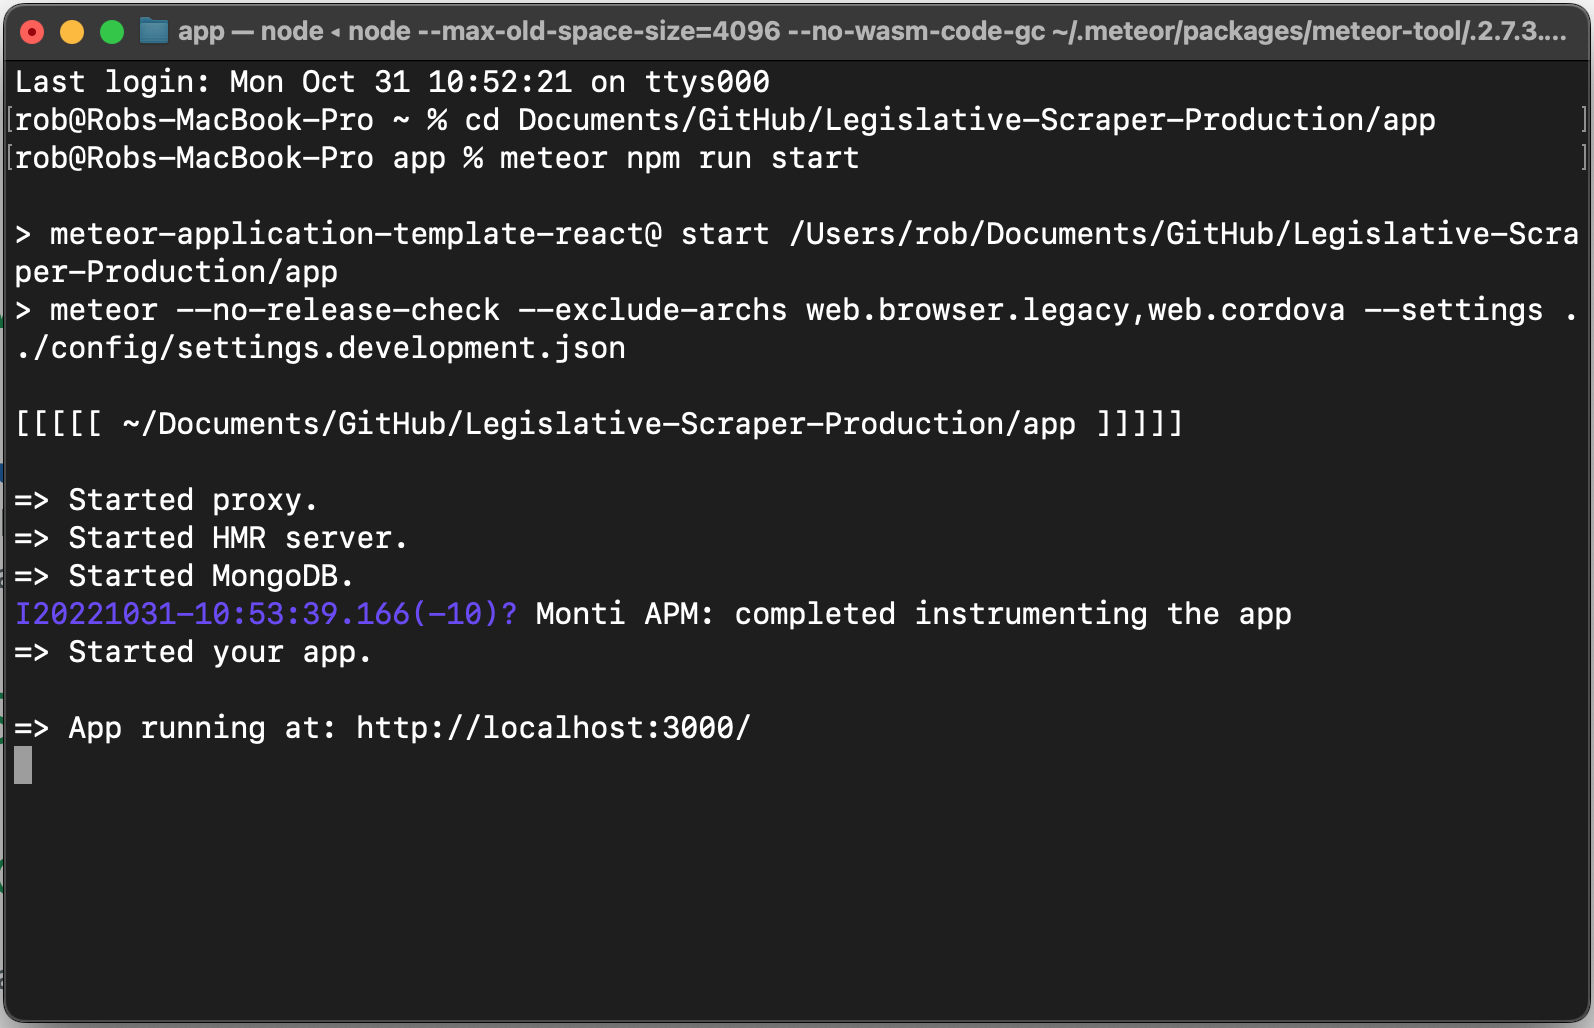 app — node ◂ node --max-old-space-size=4096 --no-wasm-code-gc ~/.meteor/packages/meteor-tool/.2.7.3....
Last login: Mon Oct 31 10:52:21 on ttys000
[rob@Robs-MacBook-Pro ~ % cd Documents/GitHub/Legislative-Scraper-Production/app ]
[rob@Robs-MacBook-Pro app % meteor npm run start ]
> meteor-application-template-react@ start /Users/rob/Documents/GitHub/Legislative-Scra
per-Production/app
> meteor --no-release-check --exclude-archs web.browser.legacy,web.cordova --settings .
./config/settings.development.json
[[[[[ ~/Documents/GitHub/Legislative-Scraper-Production/app ]]]]]
=> Started proxy.
=> Started HMR server.
=> Started MongoDB.
I20221031-10:53:39.166(-10)? Monti APM: completed instrumenting the app
=> Started your app.
=> App running at: http://localhost:3000/